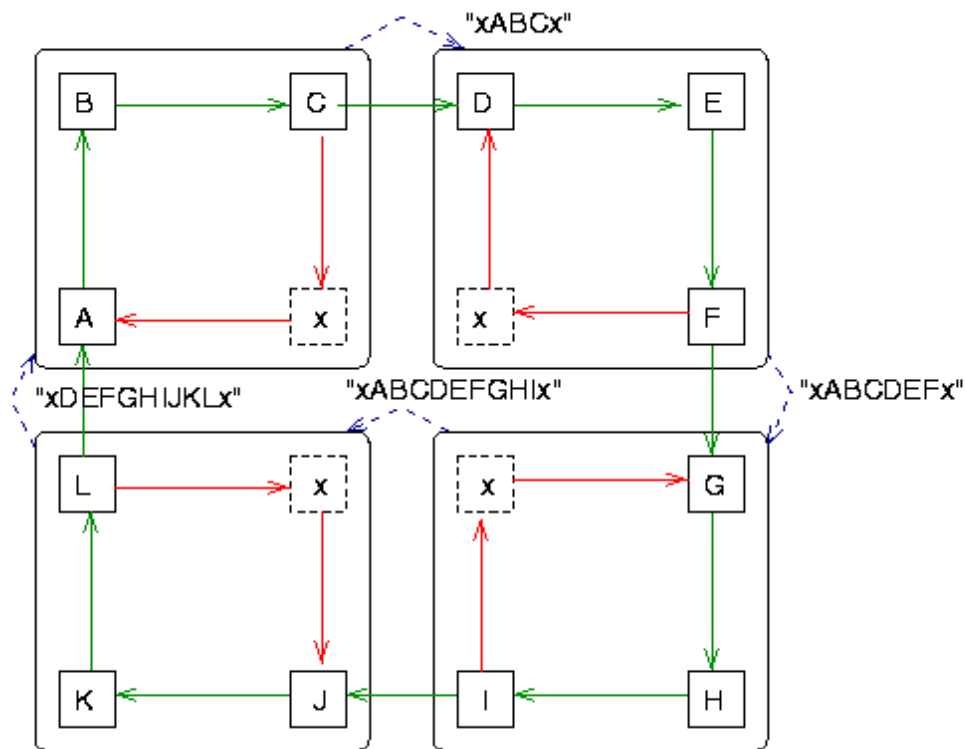 "xABCx"
B C D E
A x x F
"xDEFGHIJKLx" "xABCDEFGHIx" "xABCDEFx"
L x x G
K J I H